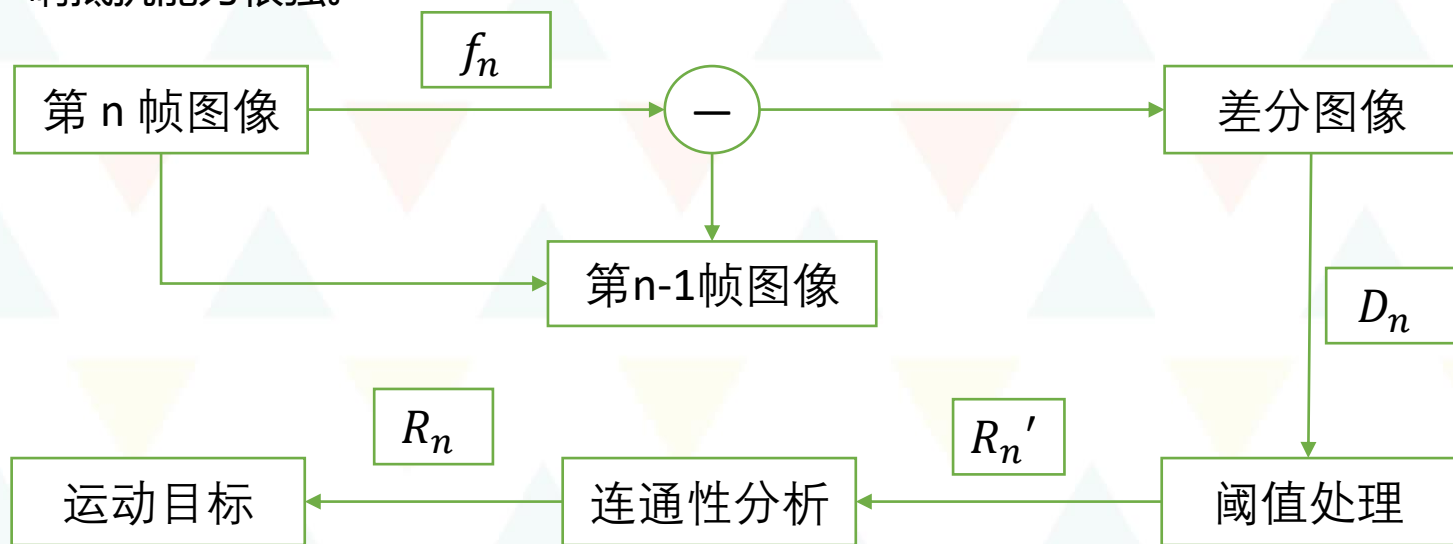 f_n
第 n 帧图像
—
差分图像
第n-1帧图像
D_n
R_n
R_n′
运动目标
连通性分析
阈值处理